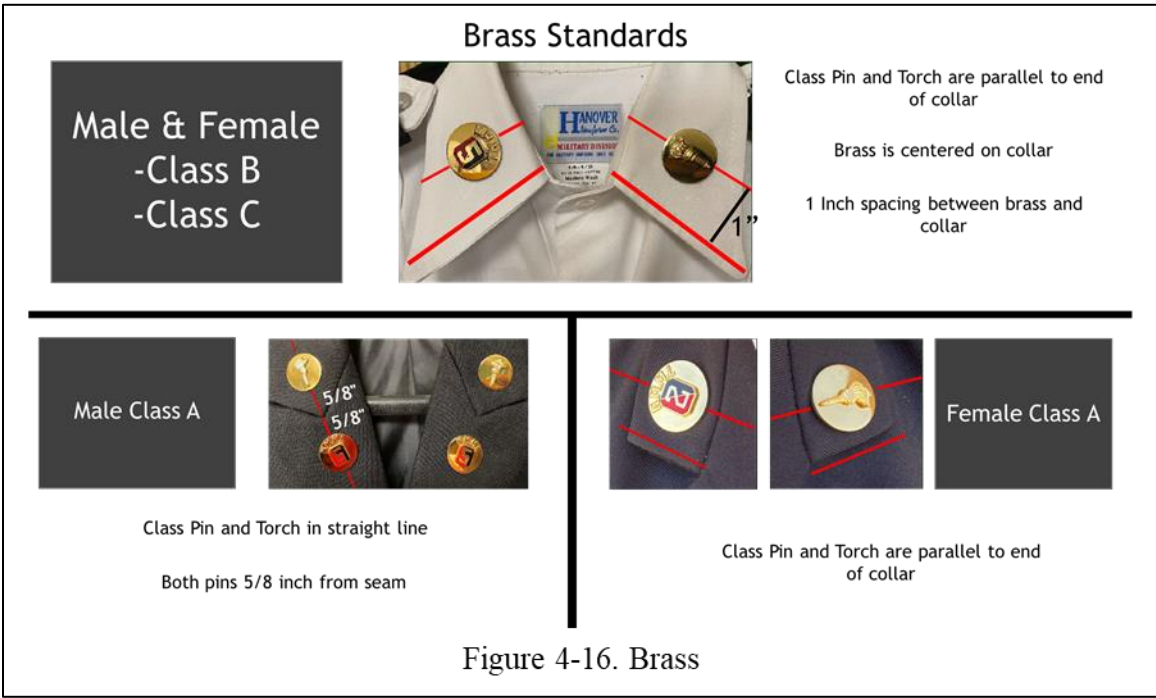 Brass Standards
Male & Female
-Class B
-Class C
HANOVER
Uniform Co.
MILITARY DIVISION
1"
Class Pin and Torch are parallel to end
of collar
Brass is centered on collar
1 Inch spacing between brass and
collar
Male Class A
5/8"
5/8"
Class Pin and Torch in straight line
Both pins 5/8 inch from seam
Female Class A
Class Pin and Torch are parallel to end
of collar
Figure 4-16. Brass